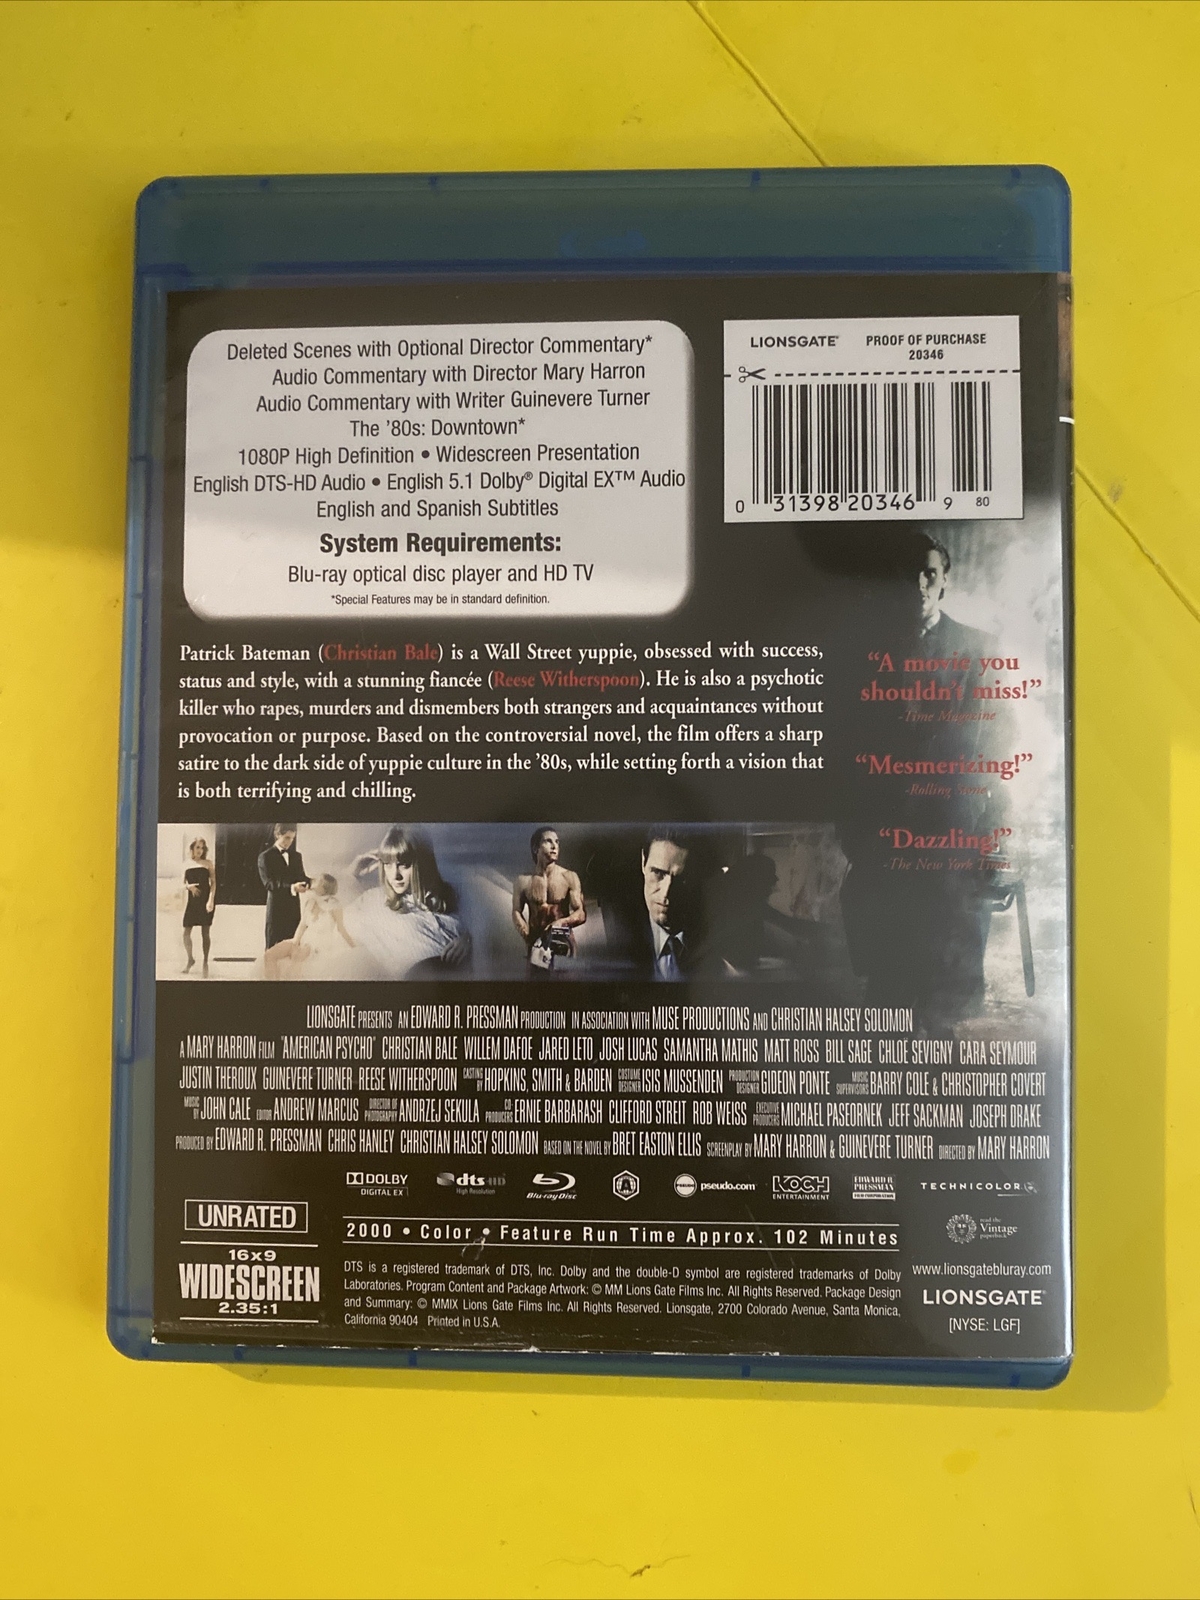 Deleted Scenes with Optional Director Commentary*
Audio Commentary with Director Mary Harron
Audio Commentary with Writer Guinevere Turner
The '80s: Downtown*
1080P High Definition • Widescreen Presentation
English DTS-HD Audio • English 5.1 Dolby® Digital EX™ Audio
English and Spanish Subtitles
System Requirements:
Blu-ray optical disc player and HD TV
*Special Features may be in standard definition.
LIONSGATE® PROOF OF PURCHASE
20346
0 31398 20346 9 80
Patrick Bateman (Christian Bale) is a Wall Street yuppie, obsessed with success,
status and style, with a stunning fiancée (Reese Witherspoon). He is also a psychotic
killer who rapes, murders and dismembers both strangers and acquaintances without
provocation or purpose. Based on the controversial novel, the film offers a sharp
satire to the dark side of yuppie culture in the '80s, while setting forth a vision that
is both terrifying and chilling.
“A movie you
shouldn't miss!”
-Time Magazine
“Mesmerizing!”
-Rolling Stone
“Dazzling!”
-The New York Times
LIONSGATE PRESENTS AN EDWARD R. PRESSMAN PRODUCTION IN ASSOCIATION WITH MUSE PRODUCTIONS AND CHRISTIAN HALSEY SOLOMON
A MARY HARRON FILM "AMERICAN PSYCHO" CHRISTIAN BALE WILLEM DAFOE JARED LETO JOSH LUCAS SAMANTHA MATHIS MATT ROSS BILL SAGE CHLOË SEVIGNY CARA SEYMOUR
JUSTIN THEROUX GUINEVERE TURNER REESE WITHERSPOON CASTING BY HOPKINS, SMITH & BARDEN COSTUME DESIGNER ISIS MUSSENDEN PRODUCTION DESIGNER GIDEON PONTE MUSIC SUPERVISORS BARRY COLE & CHRISTOPHER COVERT
MUSIC BY JOHN CALE EDITOR ANDREW MARCUS DIRECTOR OF PHOTOGRAPHY ANDRZEJ SEKULA CO-PRODUCERS ERNIE BARBARASH CLIFFORD STREIT ROB WEISS EXECUTIVE PRODUCERS MICHAEL PASEORNEK JEFF SACKMAN JOSEPH DRAKE
PRODUCED BY EDWARD R. PRESSMAN CHRIS HANLEY CHRISTIAN HALSEY SOLOMON BASED ON THE NOVEL BY BRET EASTON ELLIS SCREENPLAY BY MARY HARRON & GUINEVERE TURNER DIRECTED BY MARY HARRON
DOLBY DIGITAL EX dts-HD High Resolution Blu-ray Disc PSEUDO pseudo.com KOCH ENTERTAINMENT EDWARD R. PRESSMAN FILM CORPORATION TECHNICOLOR
UNRATED
16x9
WIDESCREEN
2.35:1
2000 • Color • Feature Run Time Approx. 102 Minutes
DTS is a registered trademark of DTS, Inc. Dolby and the double-D symbol are registered trademarks of Dolby
Laboratories. Program Content and Package Artwork: © MM Lions Gate Films Inc. All Rights Reserved. Package Design
and Summary: © MMIX Lions Gate Films Inc. All Rights Reserved. Lionsgate, 2700 Colorado Avenue, Santa Monica,
California 90404 Printed in U.S.A.
read the
Vintage
paperback
www.lionsgatebluray.com
LIONSGATE®
[NYSE: LGF]